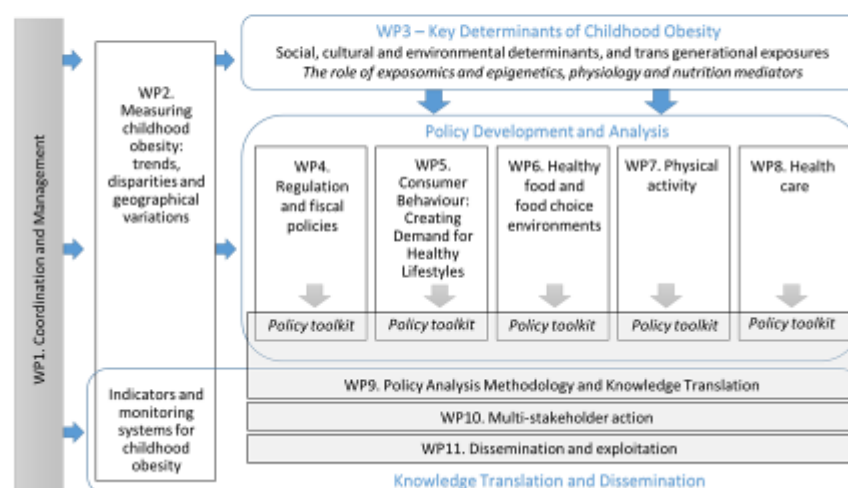 WP1. Coordination and Management
WP2.
Measuring
childhood
obesity:
trends,
disparities and
geographical
variations
Indicators and
monitoring
systems for
childhood
obesity
WP3 – Key Determinants of Childhood Obesity
Social, cultural and environmental determinants, and trans generational exposures
The role of exposomics and epigenetics, physiology and nutrition mediators
Policy Development and Analysis
WP4.
Regulation
and fiscal
policies
Policy toolkit
WP5.
Consumer
Behaviour:
Creating
Demand for
Healthy
Lifestyles
Policy toolkit
WP6. Healthy
food and
food choice
environments
Policy toolkit
WP7. Physical
activity
Policy toolkit
WP8. Health
care
Policy toolkit
WP9. Policy Analysis Methodology and Knowledge Translation
WP10. Multi-stakeholder action
WP11. Dissemination and exploitation
Knowledge Translation and Dissemination